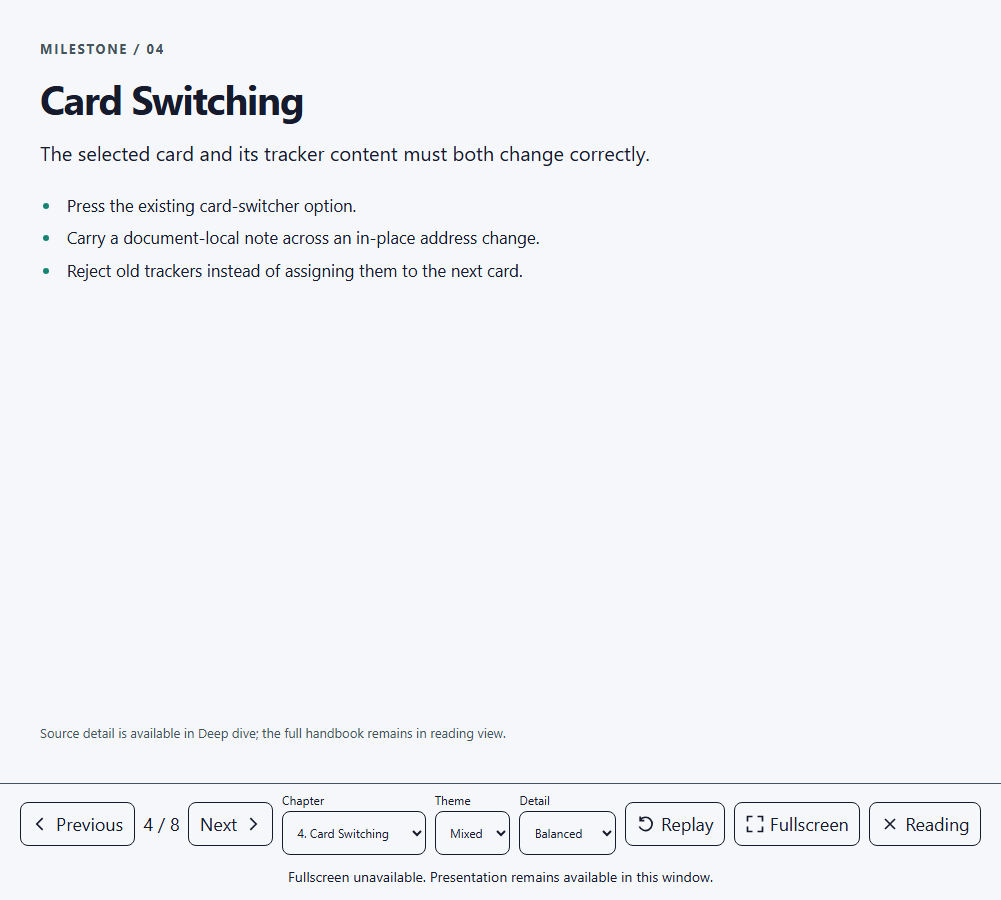 MILESTONE / 04
Card Switching
The selected card and its tracker content must both change correctly.
Press the existing card-switcher option.
Carry a document-local note across an in-place address change.
Reject old trackers instead of assigning them to the next card.
Source detail is available in Deep dive; the full handbook remains in reading view.
Chapter Theme Detail
Previous 4 / 8 Next 4. Card Switching Mixed Balanced Replay Fullscreen Reading
Fullscreen unavailable. Presentation remains available in this window.